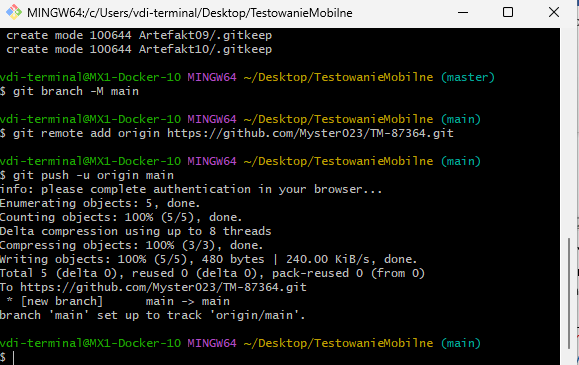 MINGW64:/c/Users/vdi-terminal/Desktop/TestowanieMobilne
create mode 100644 Artefakt09/.gitkeep
create mode 100644 Artefakt10/.gitkeep
vdi-terminal@MX1-Docker-10 MINGW64 ~/Desktop/TestowanieMobilne (master)
$ git branch -M main
vdi-terminal@MX1-Docker-10 MINGW64 ~/Desktop/TestowanieMobilne (main)
$ git remote add origin https://github.com/Myster023/TM-87364.git
vdi-terminal@MX1-Docker-10 MINGW64 ~/Desktop/TestowanieMobilne (main)
$ git push -u origin main
info: please complete authentication in your browser...
Enumerating objects: 5, done.
Counting objects: 100% (5/5), done.
Delta compression using up to 8 threads
Compressing objects: 100% (3/3), done.
Writing objects: 100% (5/5), 480 bytes | 240.00 KiB/s, done.
Total 5 (delta 0), reused 0 (delta 0), pack-reused 0 (from 0)
To https://github.com/Myster023/TM-87364.git
* [new branch]      main -> main
branch 'main' set up to track 'origin/main'.
vdi-terminal@MX1-Docker-10 MINGW64 ~/Desktop/TestowanieMobilne (main)
$